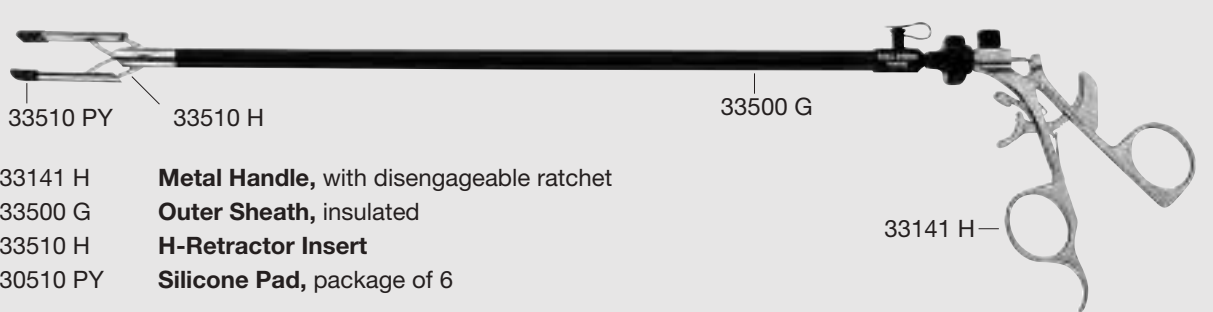 33510 PY
33510 H
33500 G
33141 H Metal Handle, with disengageable ratchet
33500 G Outer Sheath, insulated
33510 H H-Retractor Insert
30510 PY Silicone Pad, package of 6
33141 H